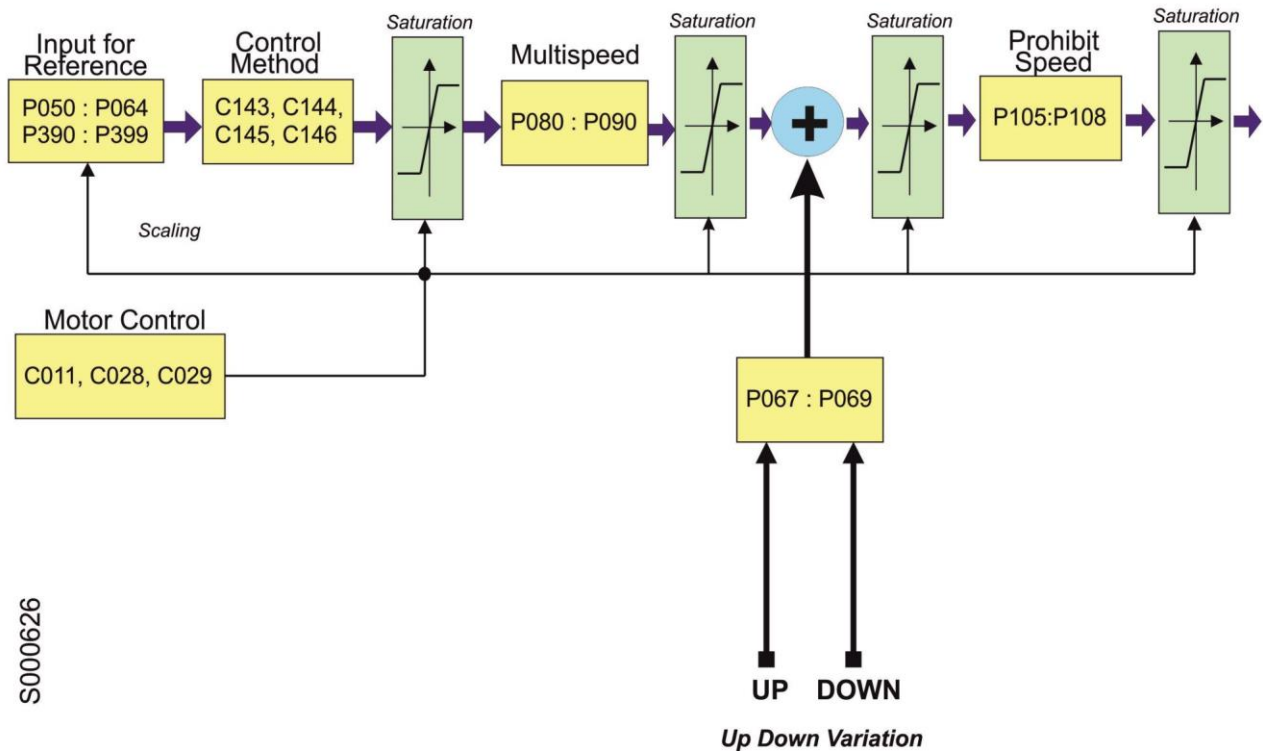 Input for
Reference
P050 : P064
P390 : P399
Control
Method
C143, C144,
C145, C146
Saturation
Multispeed
P080 : P090
Saturation
+
Saturation
Prohibit
Speed
P105:P108
Saturation
Scaling
Motor Control
C011, C028, C029
P067 : P069
UP
DOWN
Up Down Variation
S000626